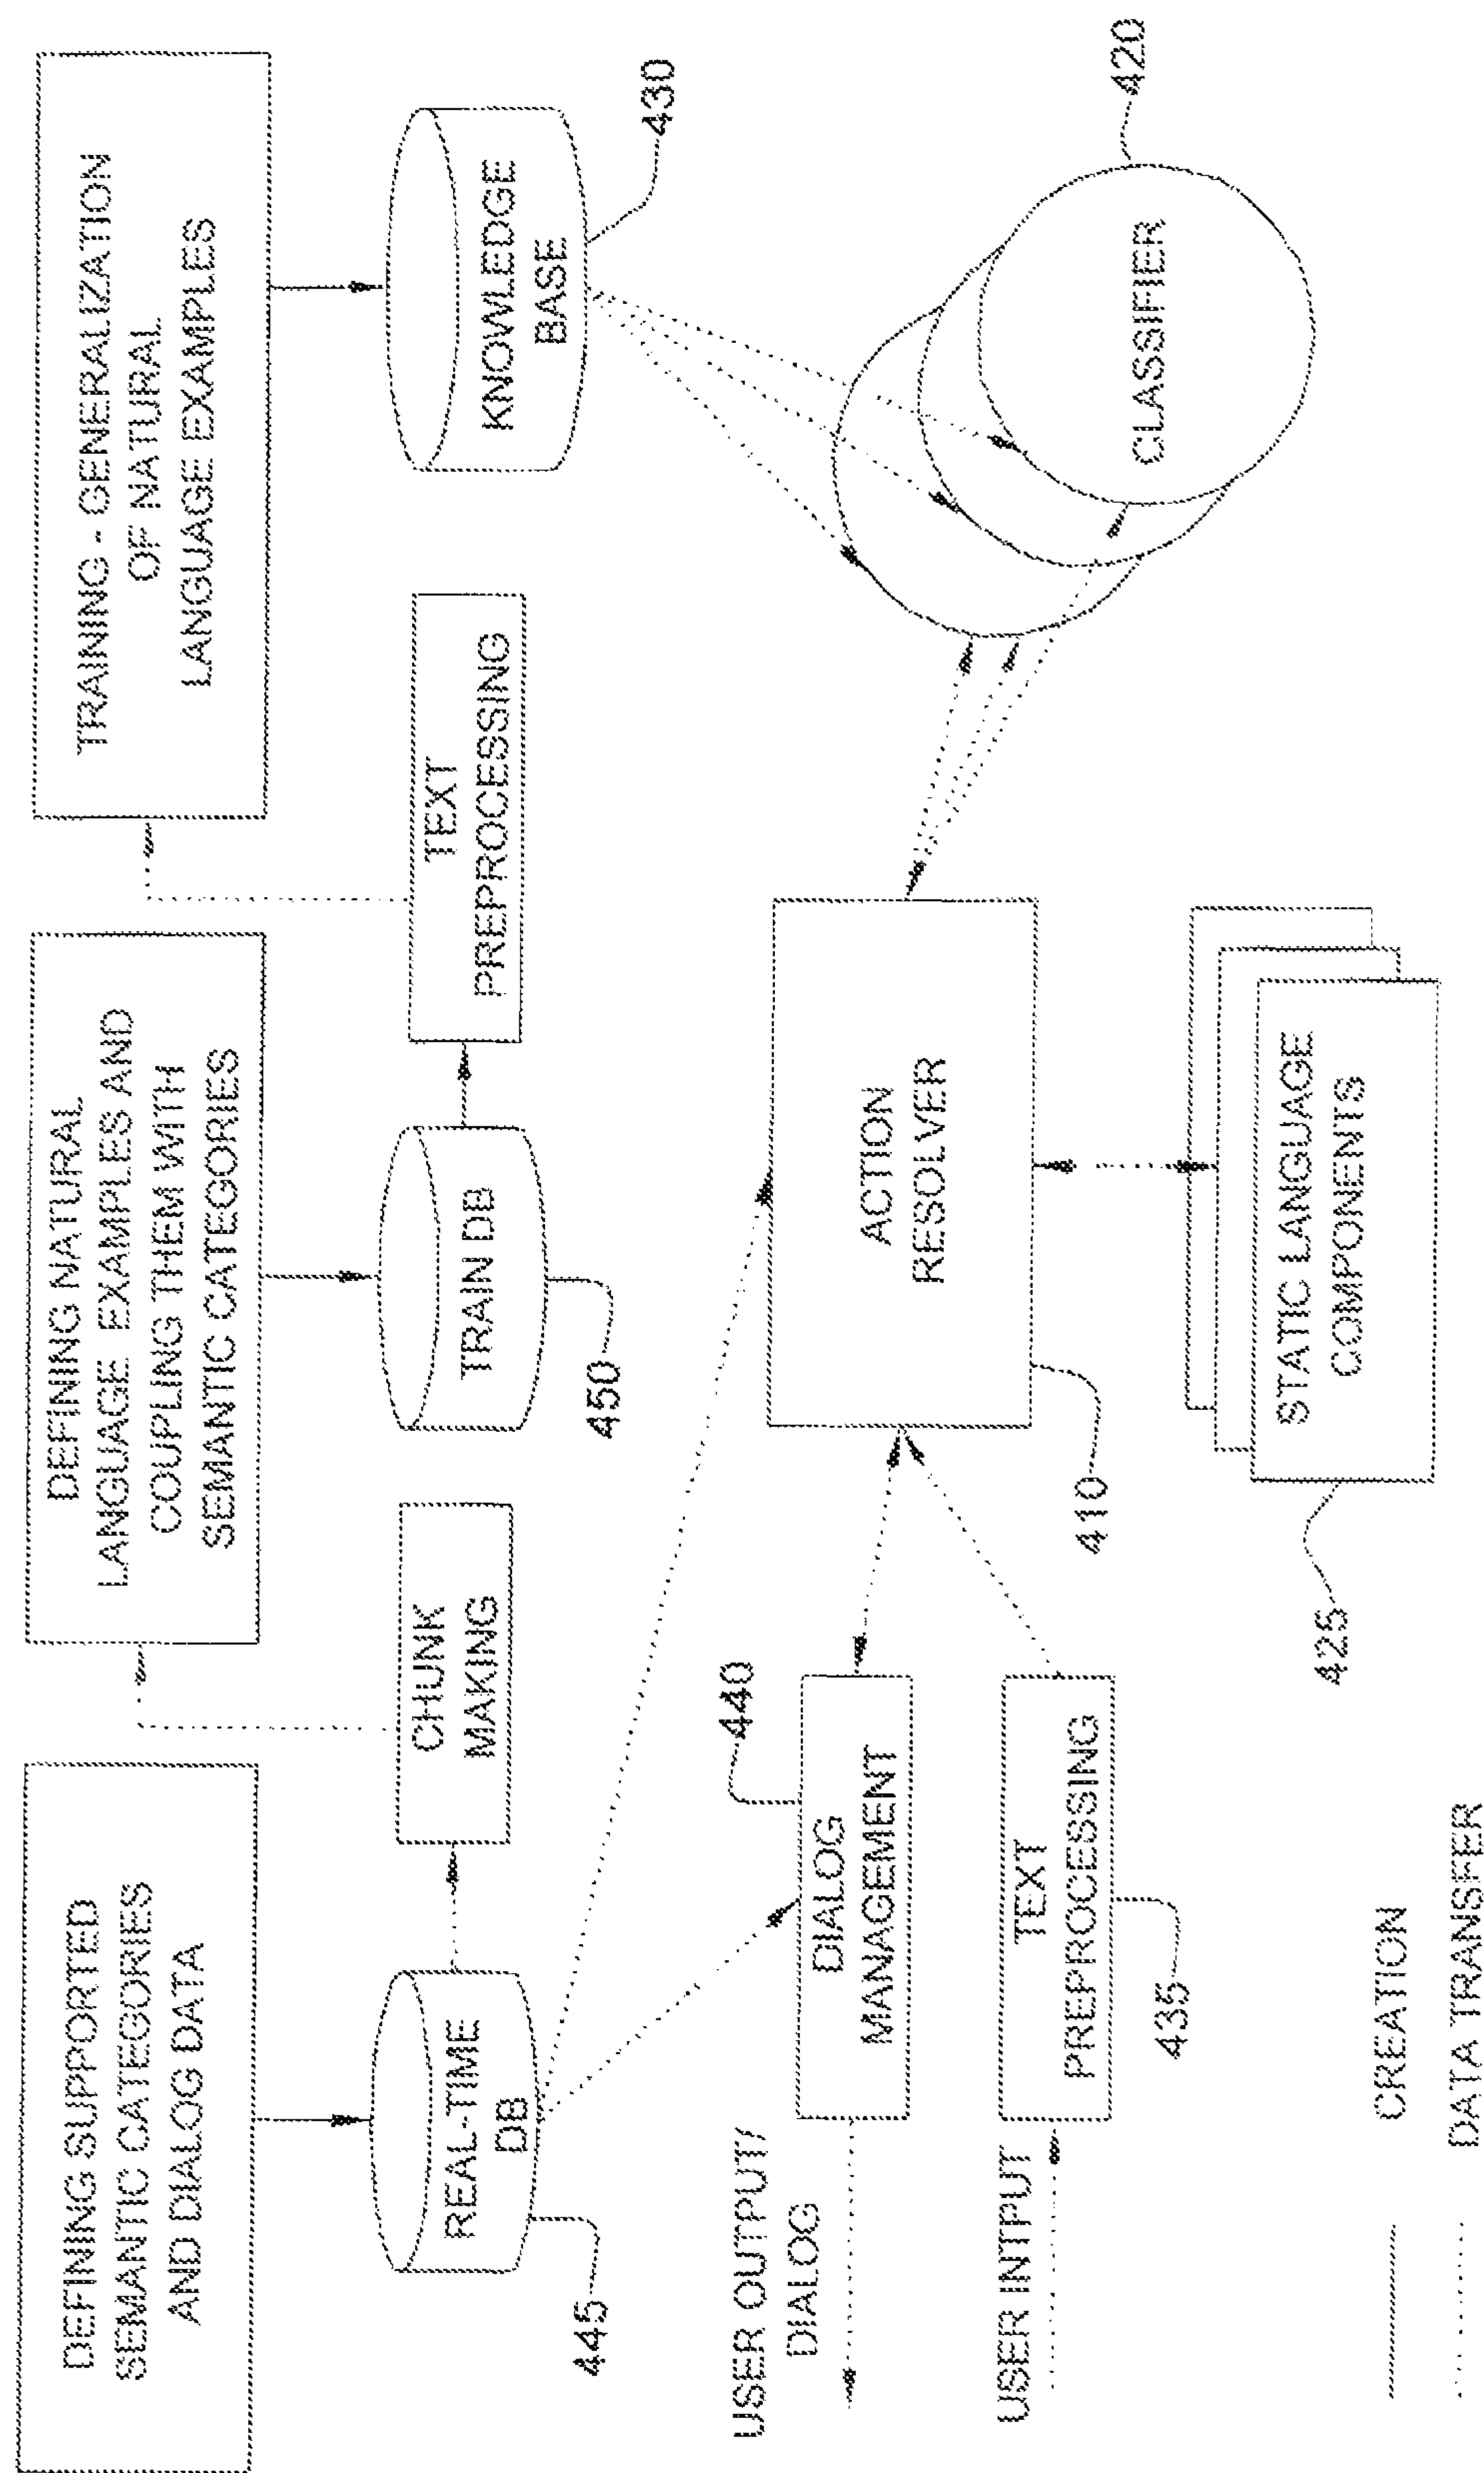 DEFINING SUPPORTED
SEMANTIC CATEGORIES
AND DIALOG DATA
DEFINING NATURAL
LANGUAGE EXAMPLES AND
COUPLING THEM WITH
SEMANTIC CATEGORIES
TRAINING - GENERALIZATION
OF NATURAL
LANGUAGE EXAMPLES
REAL-TIME
DB
445
CHUNK
MAKING
TRAIN DB
450
TEXT
PREPROCESSING
KNOWLEDGE
BASE
430
USER OUTPUT/
DIALOG
440
DIALOG
MANAGEMENT
USER INTPUT
TEXT
PREPROCESSING
435
ACTION
RESOLVER
410
CLASSIFIER
420
STATIC LANGUAGE
COMPONENTS
425
CREATION
DATA TRANSFER